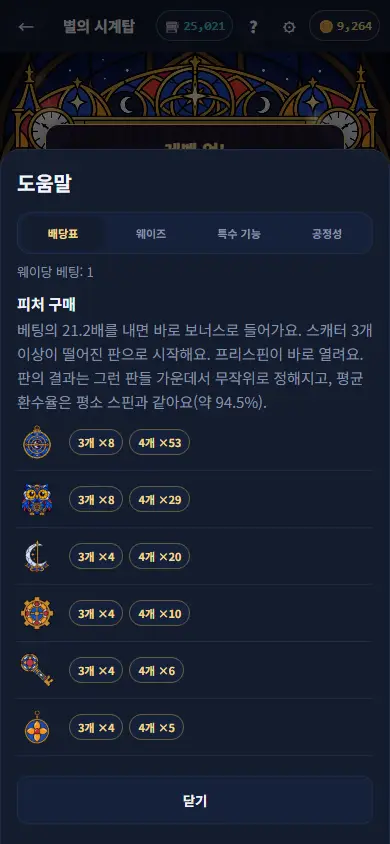 ← 별의 시계탑 25,021 ? 9,264
도움말
배당표 웨이즈 특수 기능 공정성
웨이당 베팅: 1
피처 구매
베팅의 21.2배를 내면 바로 보너스로 들어가요. 스캐터 3개
이상이 떨어진 판으로 시작해요. 프리스핀이 바로 열려요.
판의 결과는 그런 판들 가운데서 무작위로 정해지고, 평균
환수율은 평소 스핀과 같아요(약 94.5%).
3개 ×8 4개 ×53
3개 ×8 4개 ×29
3개 ×4 4개 ×20
3개 ×4 4개 ×10
3개 ×4 4개 ×6
3개 ×4 4개 ×5
닫기